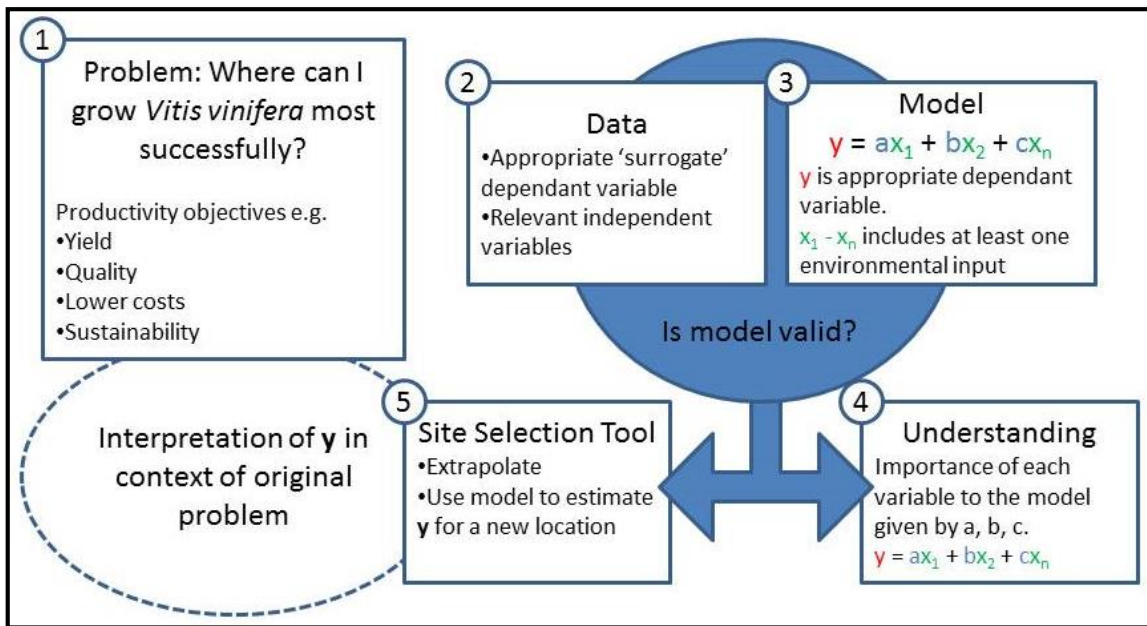 1
Problem: Where can I
grow Vitis vinifera most
successfully?
Productivity objectives e.g.
•Yield
•Quality
•Lower costs
•Sustainability
2
Data
•Appropriate ‘surrogate’
dependant variable
•Relevant independent
variables
3
Model
y = ax₁ + bx₂ + cxₙ
y is appropriate dependant
variable.
x₁ - xₙ includes at least one
environmental input
Is model valid?
4
Understanding
Importance of each
variable to the model
given by a, b, c.
y = ax₁ + bx₂ + cxₙ
5
Site Selection Tool
•Extrapolate
•Use model to estimate
y for a new location
Interpretation of y in
context of original
problem